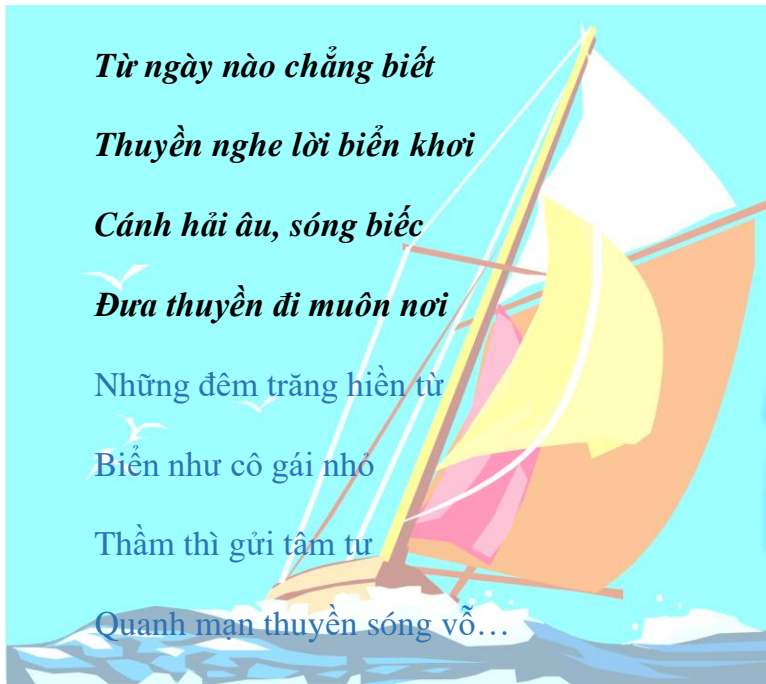 Từ ngày nào chẳng biết
Thuyền nghe lời biển khơi
Cánh hải âu, sóng biếc
Đưa thuyền đi muôn nơi
Những đêm trăng hiền từ
Biển như cô gái nhỏ
Thầm thì gửi tâm tư
Quanh mạn thuyền sóng vỗ…